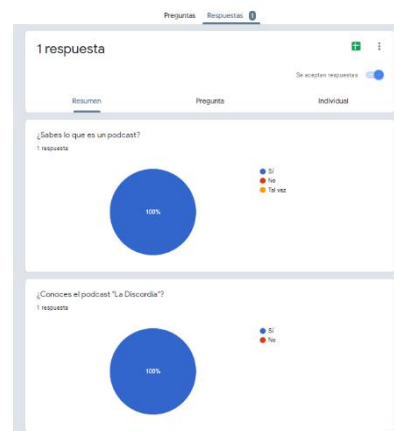 Preguntas Respuestas 1
1 respuesta
Se aceptan respuestas
Resumen Pregunta Individual
¿Sabes lo que es un podcast?
1 respuesta
100%
Sí
No
Tal vez
¿Conoces el podcast "La Discordia"?
1 respuesta
100%
Sí
No